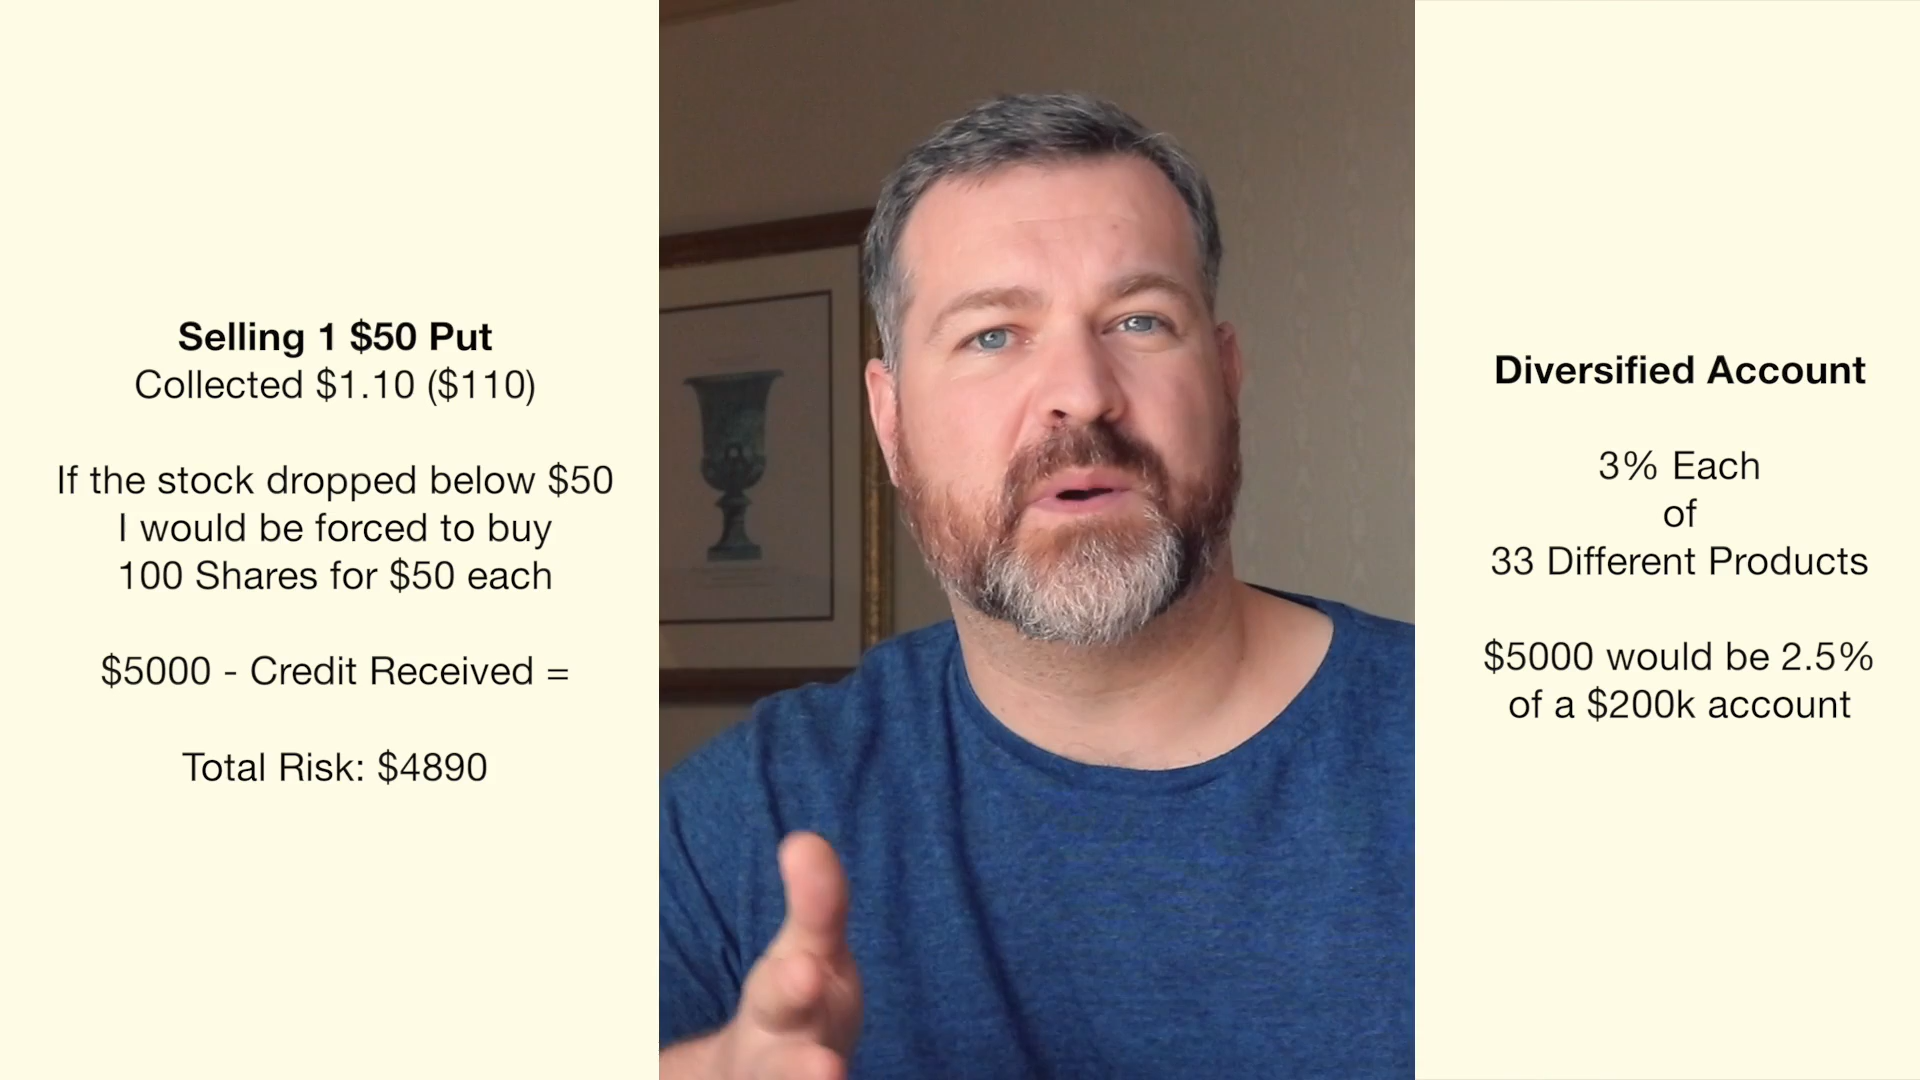 Selling 1 $50 Put
Collected $1.10 ($110)
If the stock dropped below $50
I would be forced to buy
100 Shares for $50 each
$5000 - Credit Received =
Total Risk: $4890
Diversified Account
3% Each
of
33 Different Products
$5000 would be 2.5%
of a $200k account